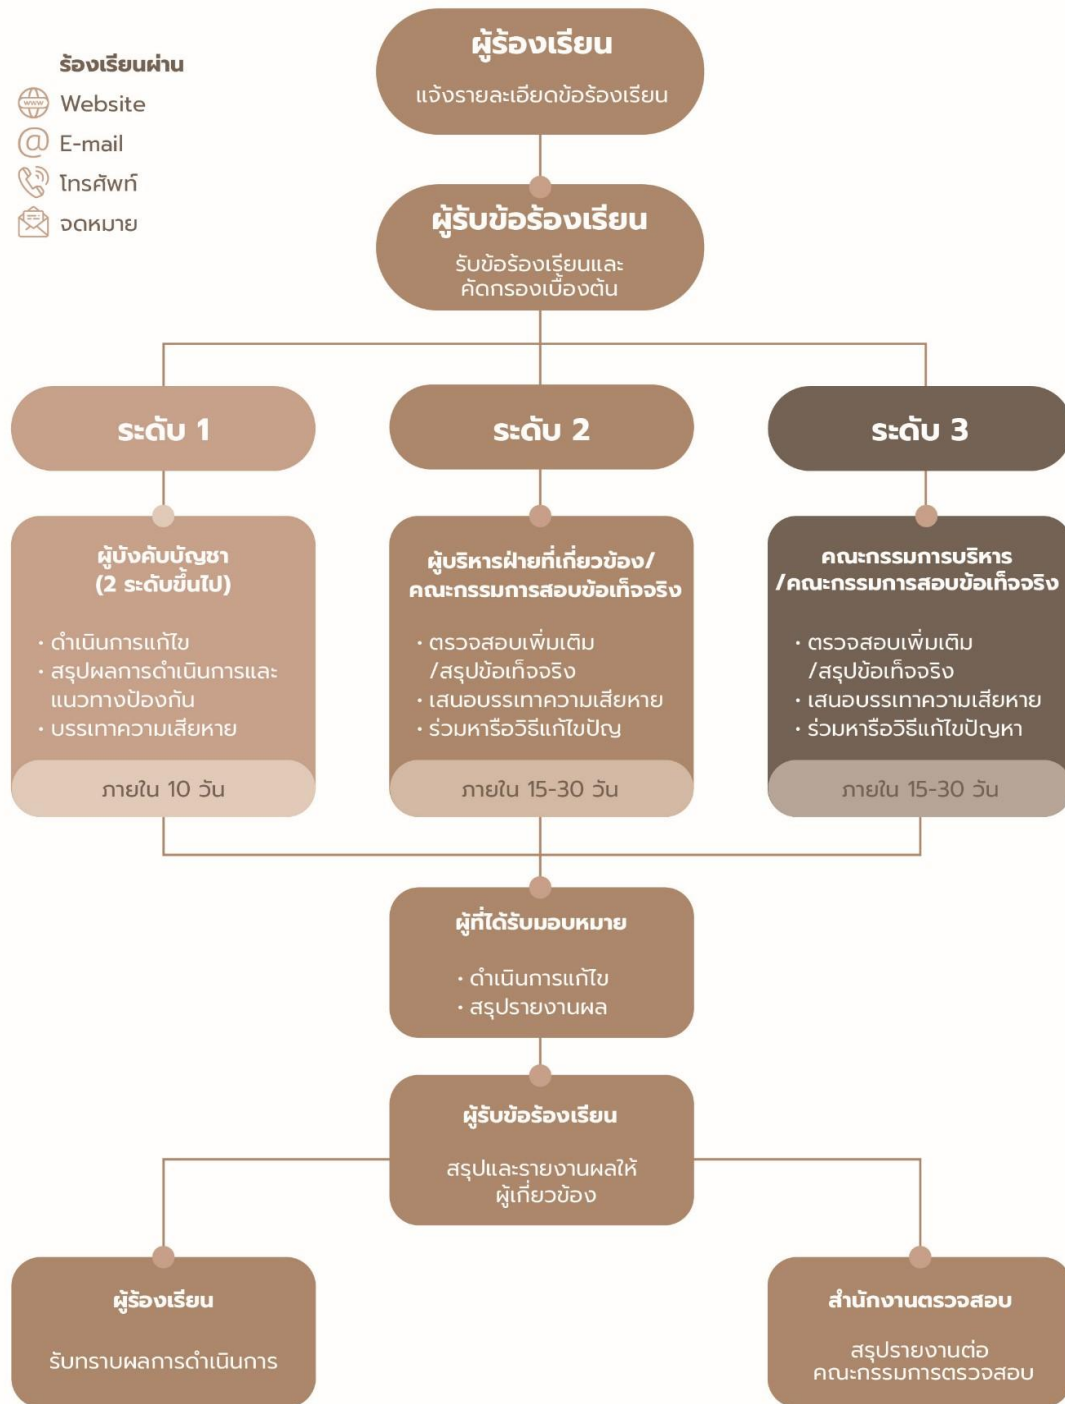 ร้องเรียนผ่าน
www
Website
@ E-mail
โทรศัพท์
จดหมาย
ผู้ร้องเรียน
แจ้งรายละเอียดข้อร้องเรียน
ผู้รับข้อร้องเรียน
รับข้อร้องเรียนและ
คัดกรองเบื้องต้น
ระดับ 1
ระดับ 2
ระดับ 3
ผู้บังคับบัญชา
(2 ระดับขึ้นไป)
· ดำเนินการแก้ไข
· สรุปผลการดำเนินการและ
แนวทางป้องกัน
· บรรเทาความเสียหาย
ภายใน 10 วัน
ผู้บริหารฝ่ายที่เกี่ยวข้อง/
คณะกรรมการสอบข้อเท็จจริง
· ตรวจสอบเพิ่มเติม
/สรุปข้อเท็จจริง
· เสนอบรรเทาความเสียหาย
· ร่วมหารือวิธีแก้ไขปัญ
ภายใน 15-30 วัน
คณะกรรมการบริหาร
/คณะกรรมการสอบข้อเท็จจริง
· ตรวจสอบเพิ่มเติม
/สรุปข้อเท็จจริง
· เสนอบรรเทาความเสียหาย
· ร่วมหารือวิธีแก้ไขปัญหา
ภายใน 15-30 วัน
ผู้ที่ได้รับมอบหมาย
· ดำเนินการแก้ไข
· สรุปรายงานผล
ผู้รับข้อร้องเรียน
สรุปและรายงานผลให้
ผู้เกี่ยวข้อง
ผู้ร้องเรียน
รับทราบผลการดำเนินการ
สำนักงานตรวจสอบ
สรุปรายงานต่อ
คณะกรรมการตรวจสอบ